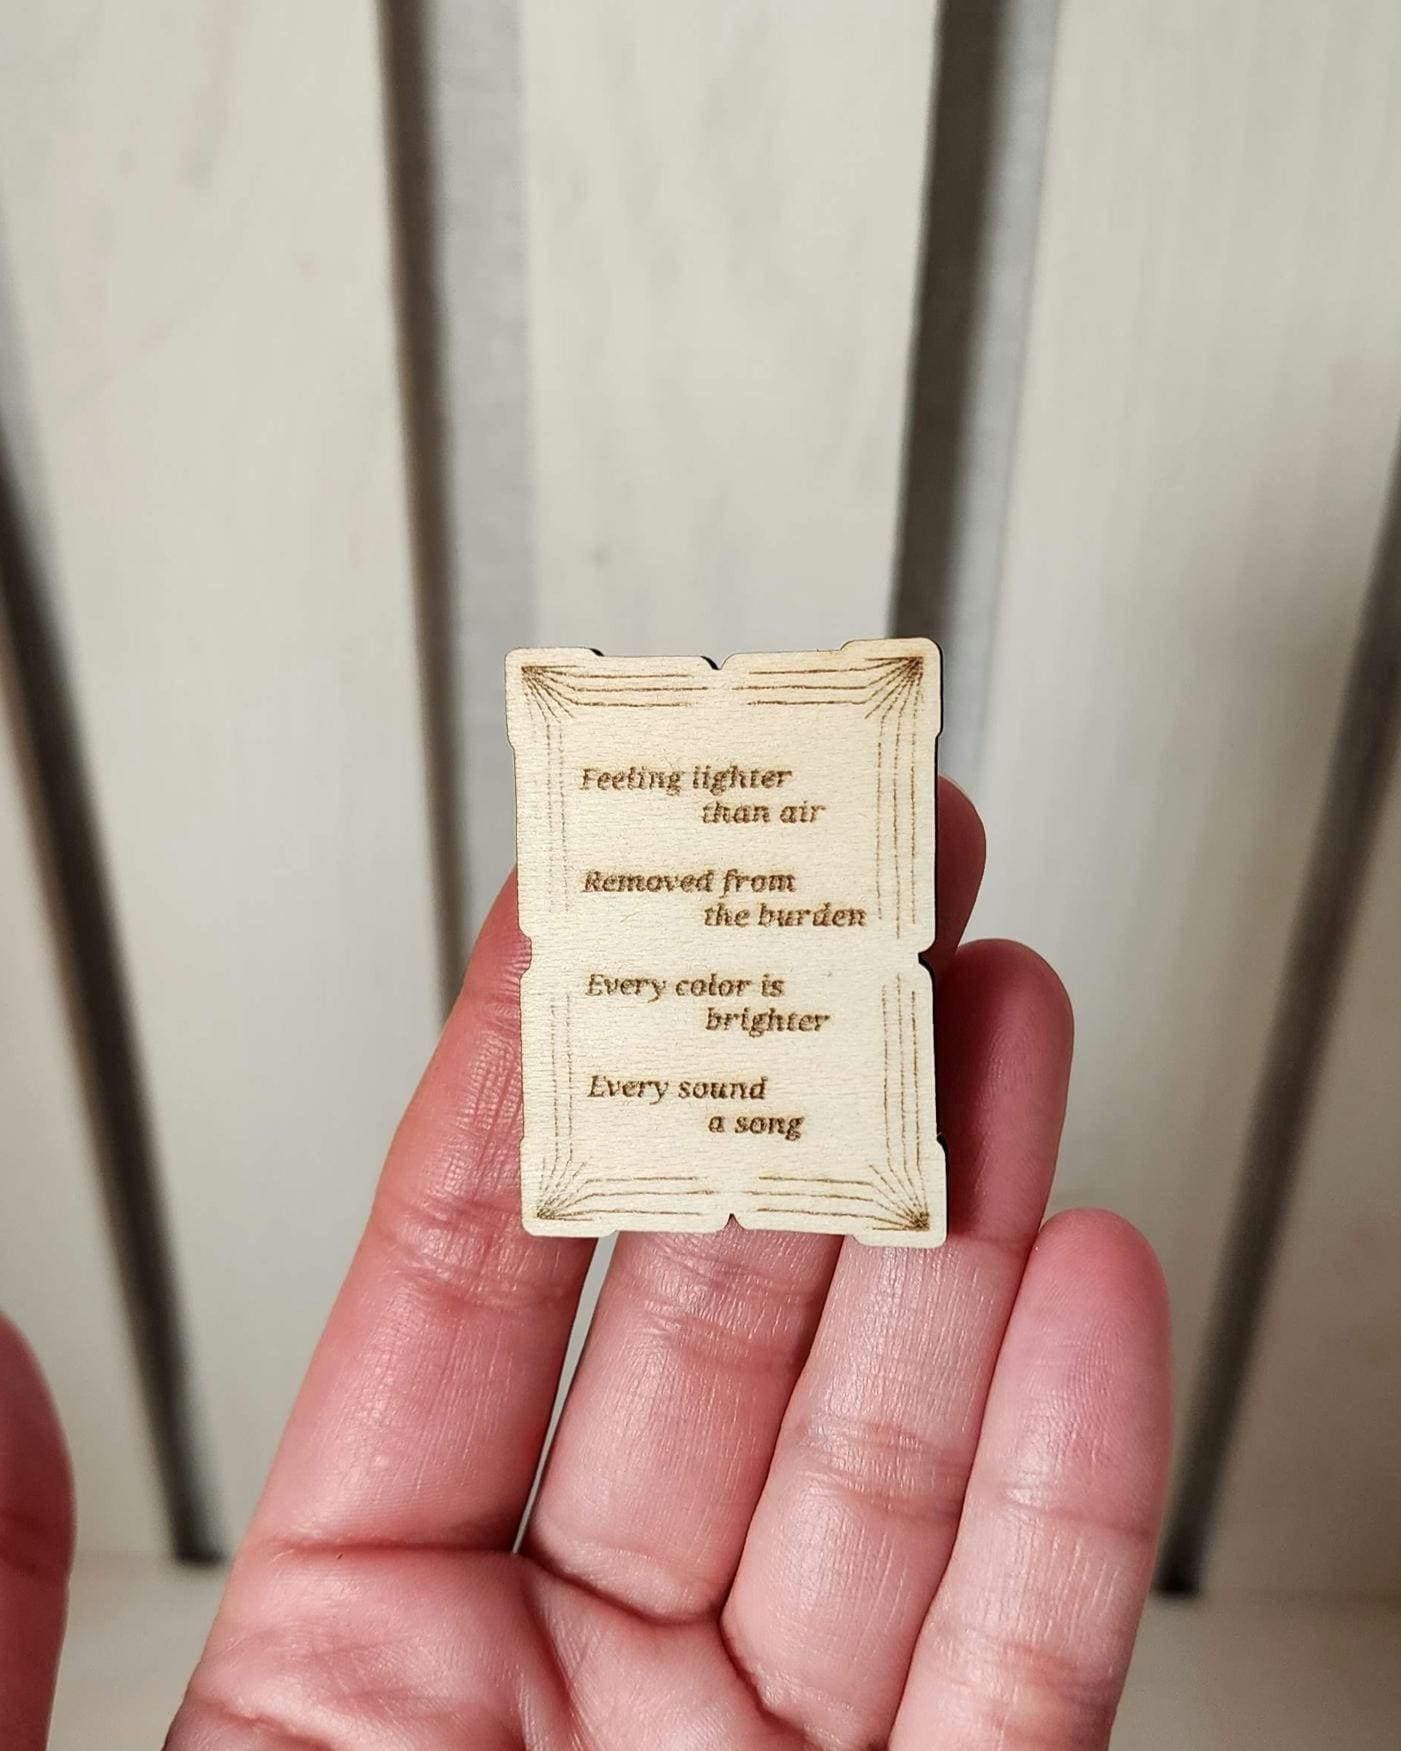 Feeling lighter
than air
Removed from
the burden
Every color is
brighter
Every sound
a song